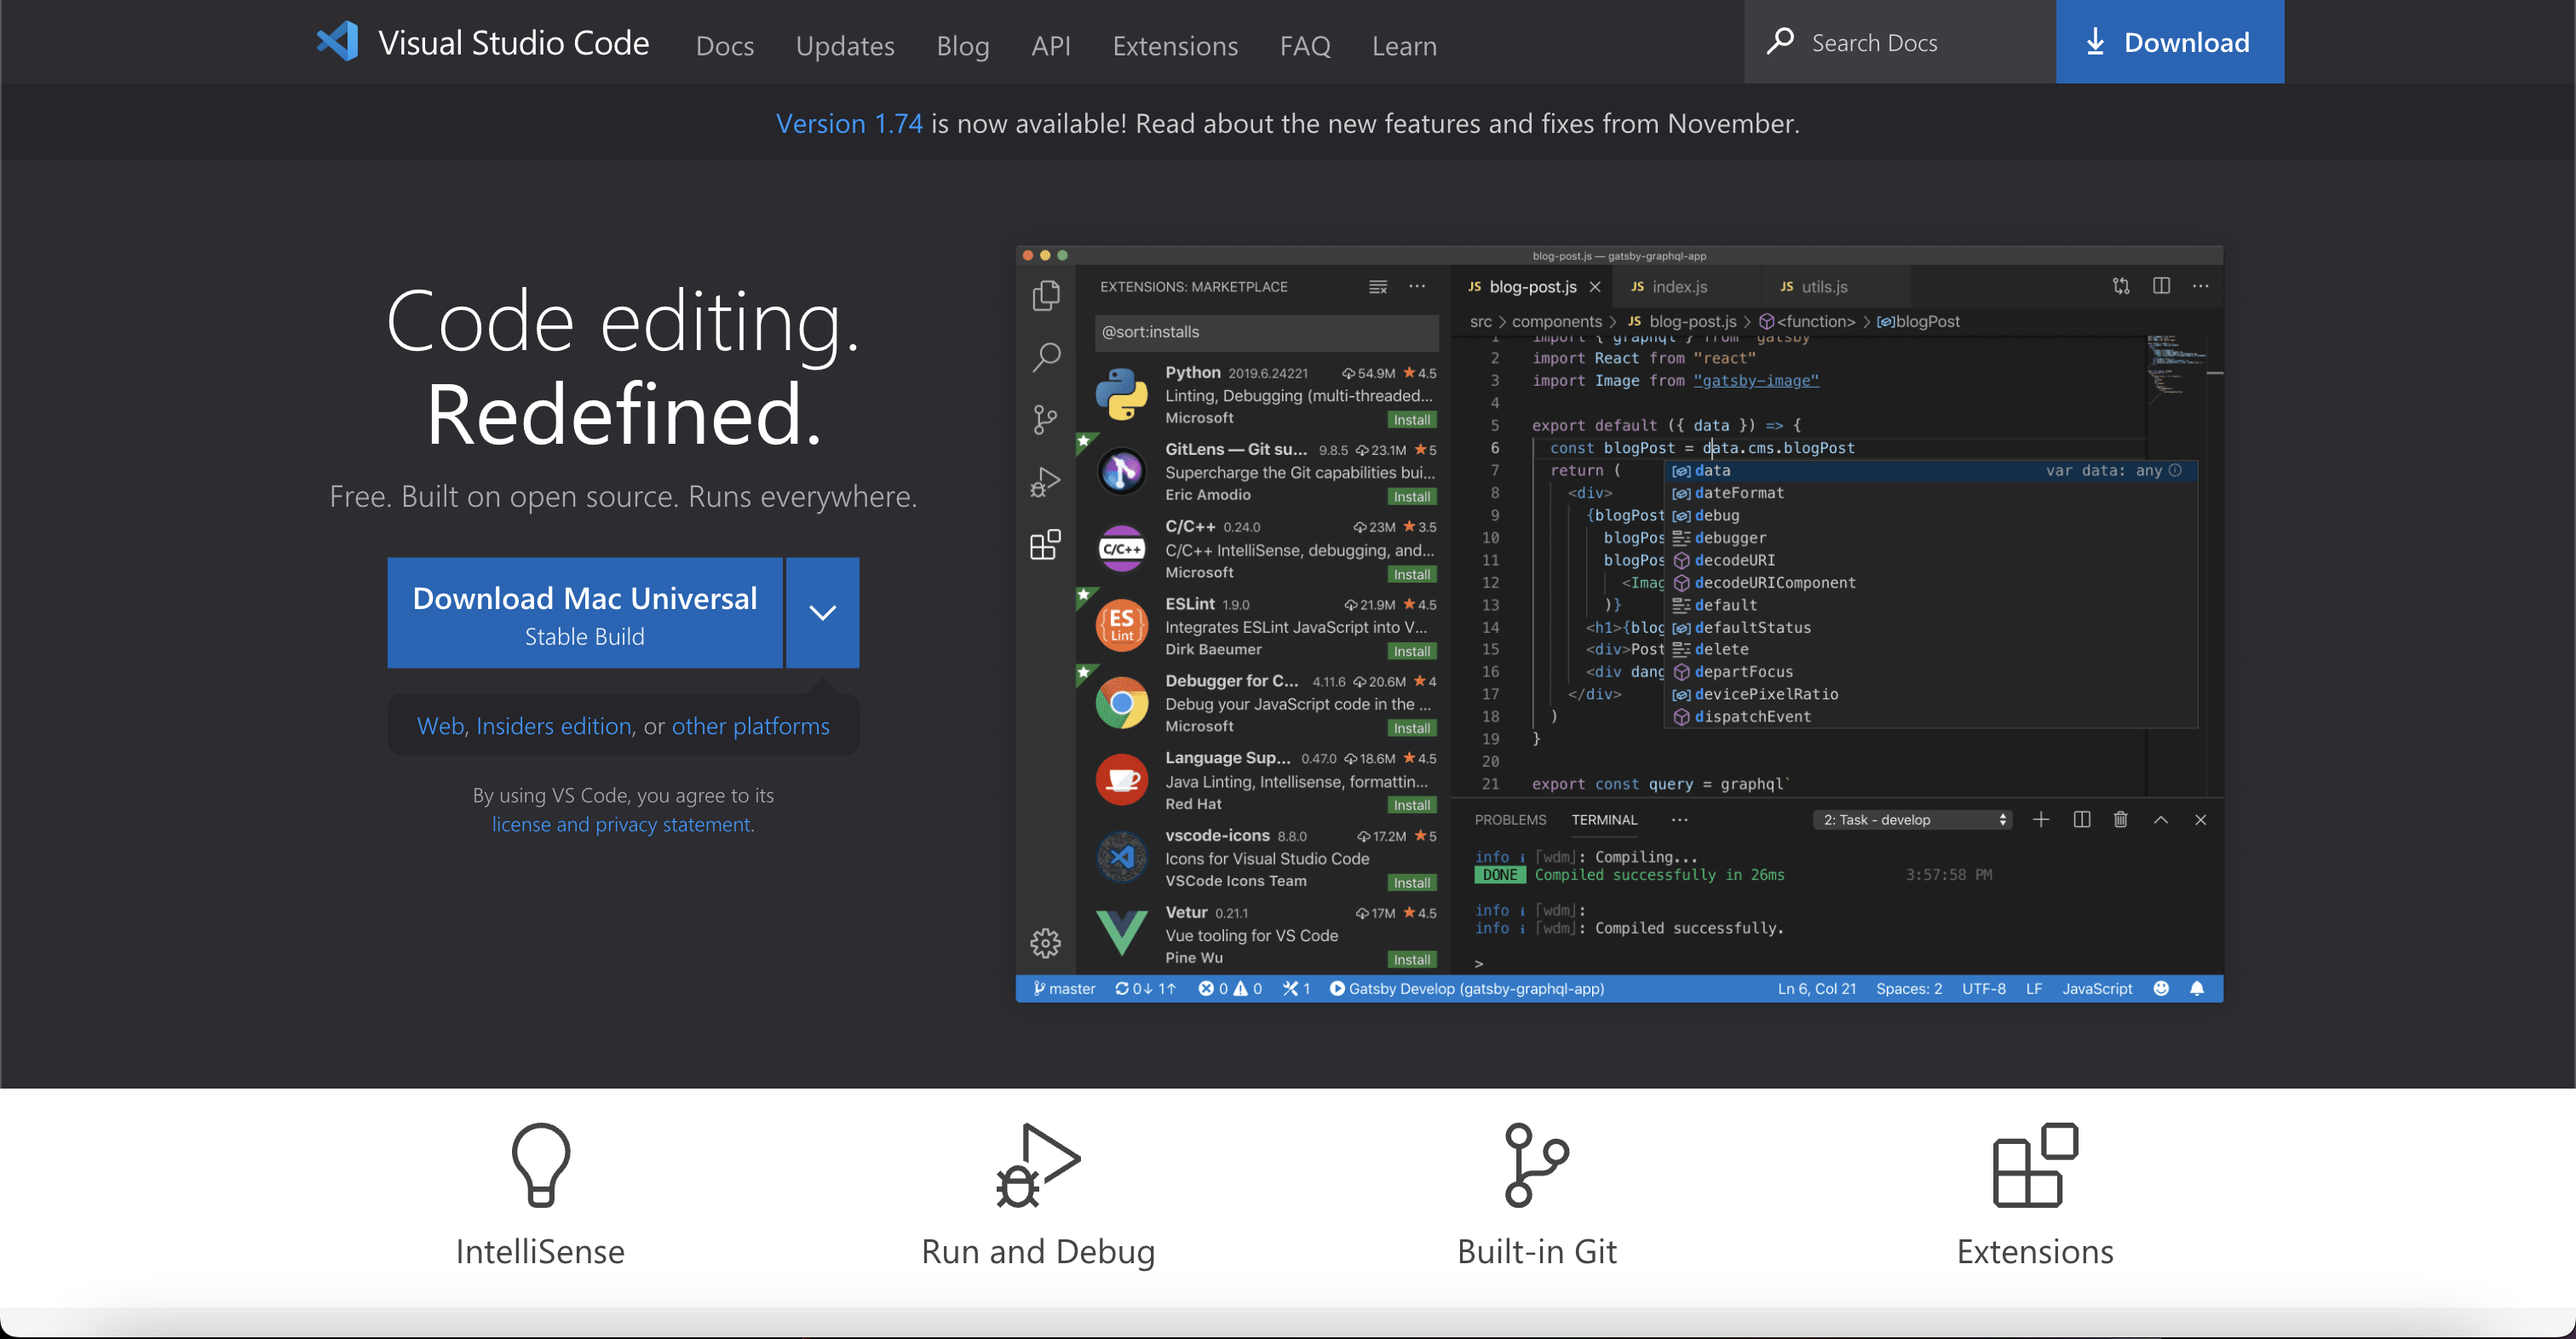 Visual Studio Code Docs Updates Blog API Extensions FAQ Learn Search Docs Download
Version 1.74 is now available! Read about the new features and fixes from November.
Code editing.
Redefined.
Free. Built on open source. Runs everywhere.
Download Mac Universal
Stable Build
Web, Insiders edition, or other platforms
By using VS Code, you agree to its
license and privacy statement.
blog-post.js — gatsby-graphql-app
EXTENSIONS: MARKETPLACE
@sort:installs
Python 2019.6.24221 54.9M 4.5
Linting, Debugging (multi-threaded...
Microsoft Install
GitLens — Git su... 9.8.5 23.1M 5
Supercharge the Git capabilities bui...
Eric Amodio Install
C/C++
C/C++ 0.24.0 23M 3.5
C/C++ IntelliSense, debugging, and...
Microsoft Install
ES
Lint
ESLint 1.9.0 21.9M 4.5
Integrates ESLint JavaScript into V...
Dirk Baeumer Install
Debugger for C... 4.11.6 20.6M 4
Debug your JavaScript code in the ...
Microsoft Install
Language Sup... 0.47.0 18.6M 4.5
Java Linting, Intellisense, formattin...
Red Hat Install
vscode-icons 8.8.0 17.2M 5
Icons for Visual Studio Code
VSCode Icons Team Install
Vetur 0.21.1 17M 4.5
Vue tooling for VS Code
Pine Wu Install
JS blog-post.js JS index.js JS utils.js
src > components > JS blog-post.js > <function> > blogPost
1 import { graphql } from "gatsby"
2 import React from "react"
3 import Image from "gatsby-image"
4
5 export default ({ data }) => {
6 const blogPost = data.cms.blogPost
7 return (
8 <div>
9 {blogPost
10 blogPos
11 blogPos
12 <Imag
13 )}
14 <h1>{blog
15 <div>Post
16 <div dang
17 </div>
18 )
19 }
20
21 export const query = graphql`
data var data: any
dateFormat
debug
debugger
decodeURI
decodeURIComponent
default
defaultStatus
delete
departFocus
devicePixelRatio
dispatchEvent
PROBLEMS TERMINAL ... 2: Task - develop
info i ｢wdm｣: Compiling...
DONE Compiled successfully in 26ms 3:57:58 PM
info i ｢wdm｣:
info i ｢wdm｣: Compiled successfully.
>
master 0↓ 1↑ 0 0 1 Gatsby Develop (gatsby-graphql-app) Ln 6, Col 21 Spaces: 2 UTF-8 LF JavaScript
IntelliSense
Run and Debug
Built-in Git
Extensions